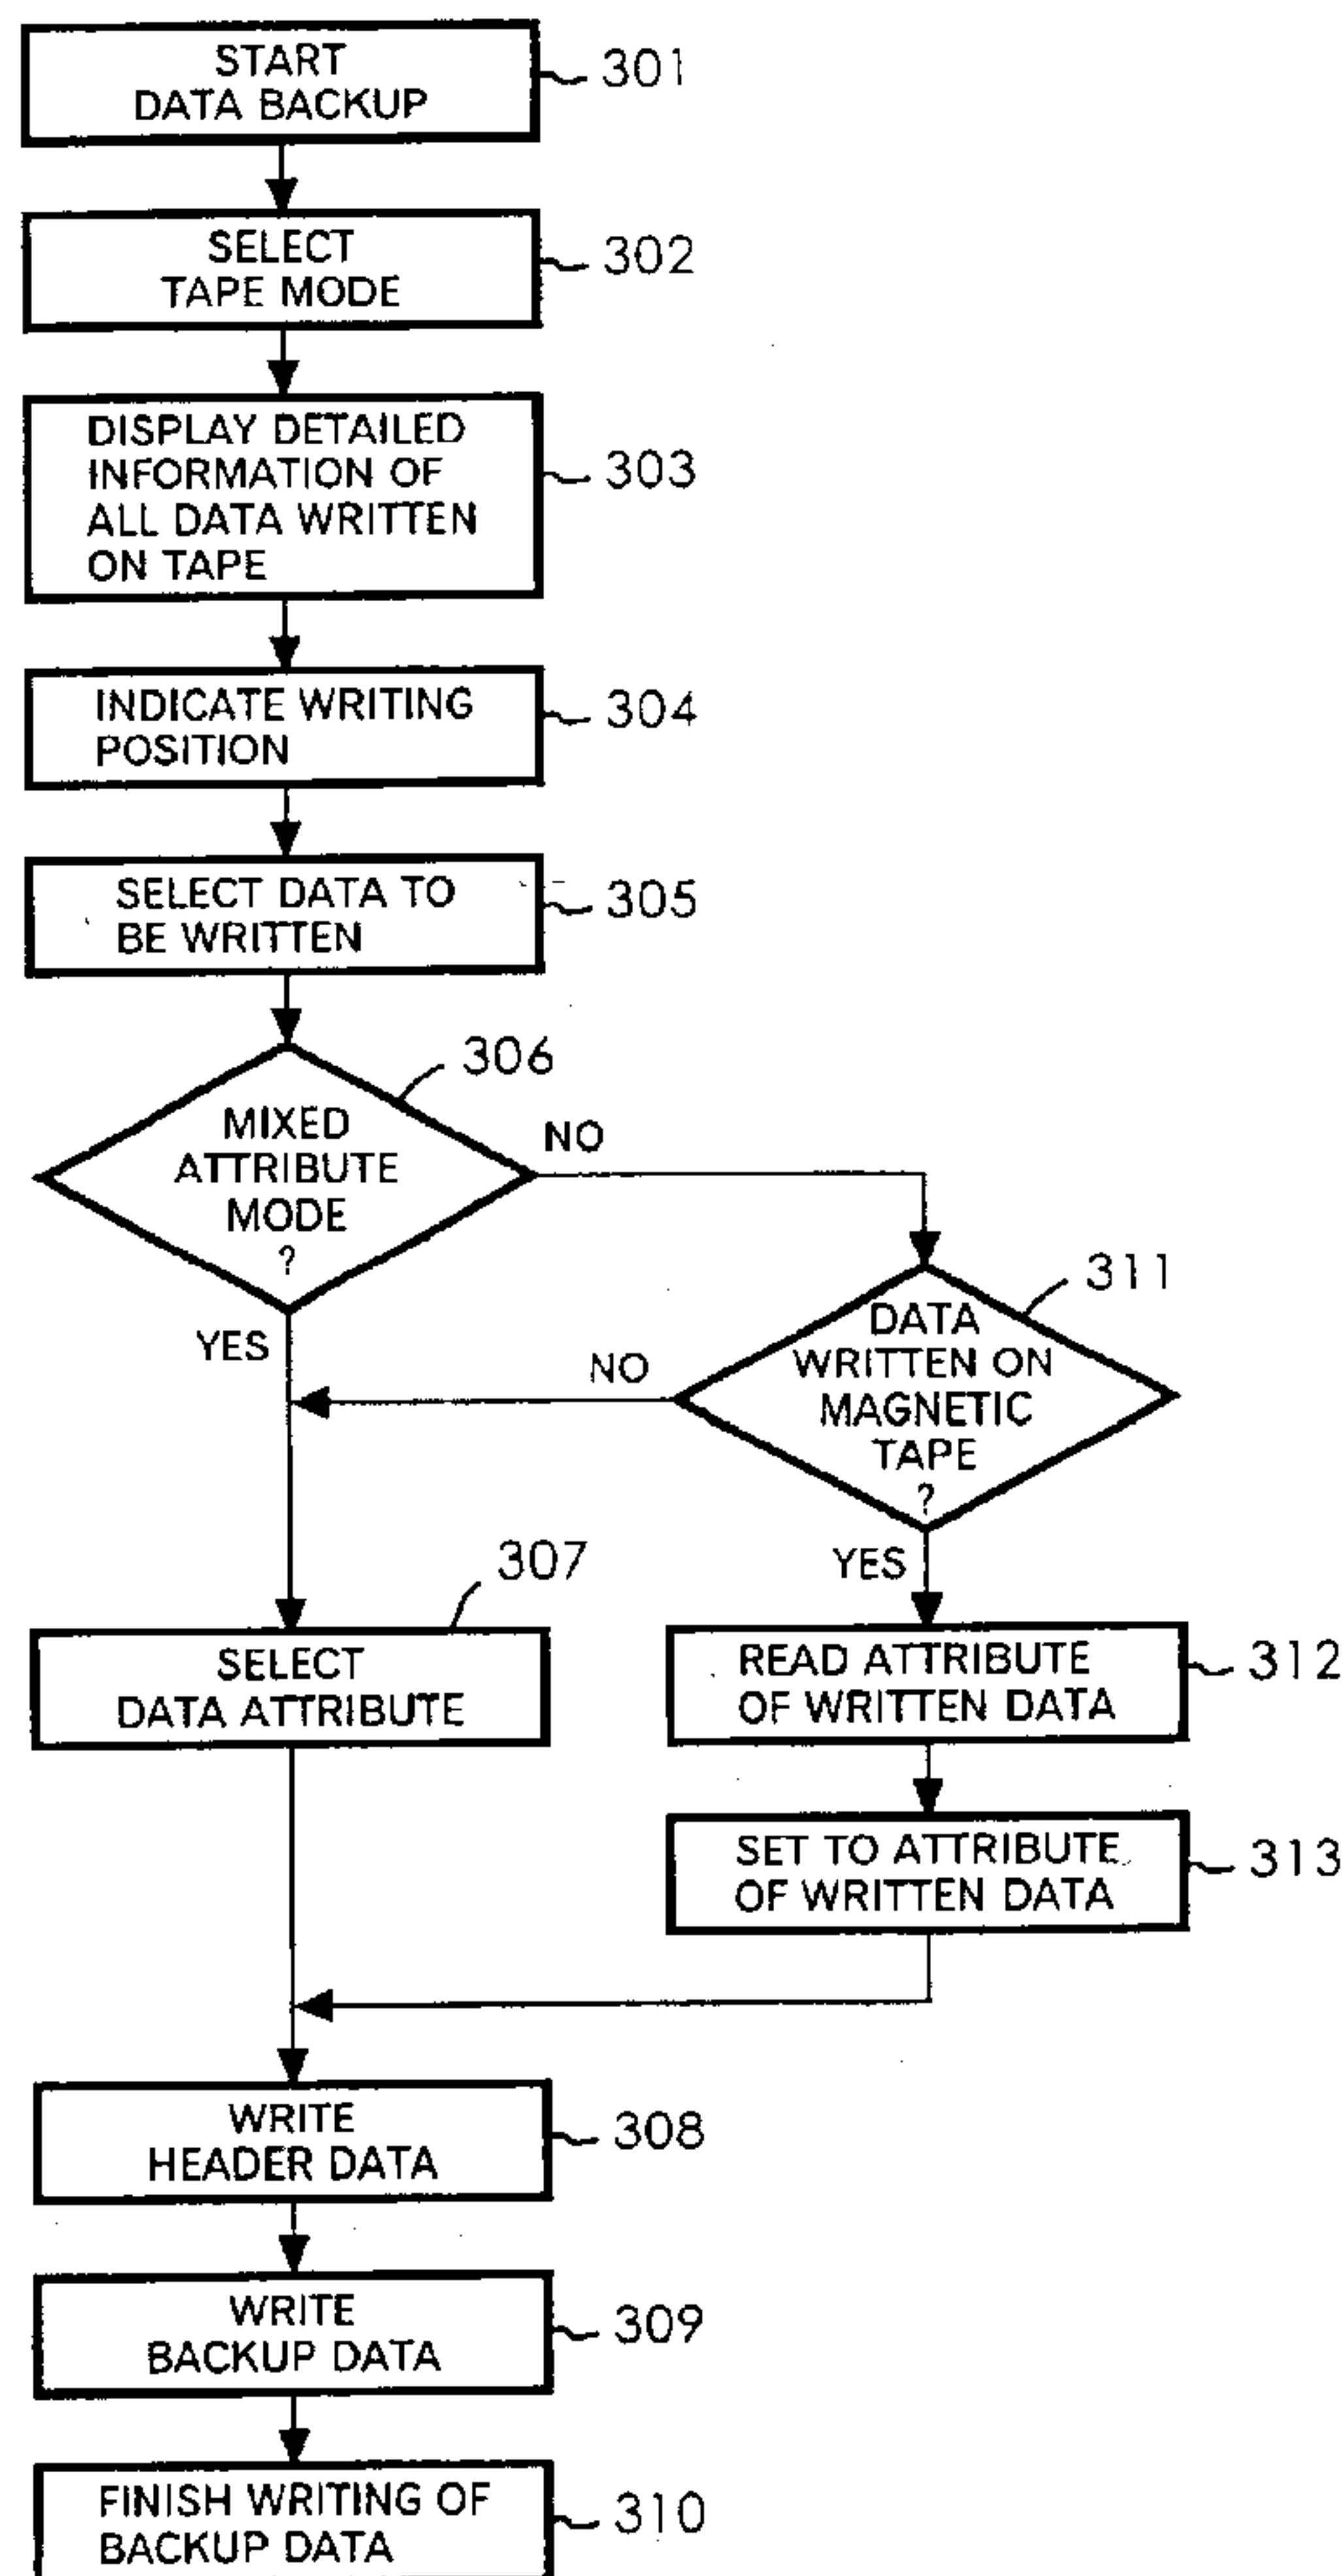 START
DATA BACKUP
301
SELECT
TAPE MODE
302
DISPLAY DETAILED
INFORMATION OF
ALL DATA WRITTEN
ON TAPE
303
INDICATE WRITING
POSITION
304
SELECT DATA TO
BE WRITTEN
305
306
MIXED
ATTRIBUTE
MODE
?
NO
YES
311
DATA
WRITTEN ON
MAGNETIC
TAPE
?
NO
YES
307
SELECT
DATA ATTRIBUTE
READ ATTRIBUTE
OF WRITTEN DATA
312
SET TO ATTRIBUTE
OF WRITTEN DATA
313
WRITE
HEADER DATA
308
WRITE
BACKUP DATA
309
FINISH WRITING OF
BACKUP DATA
310